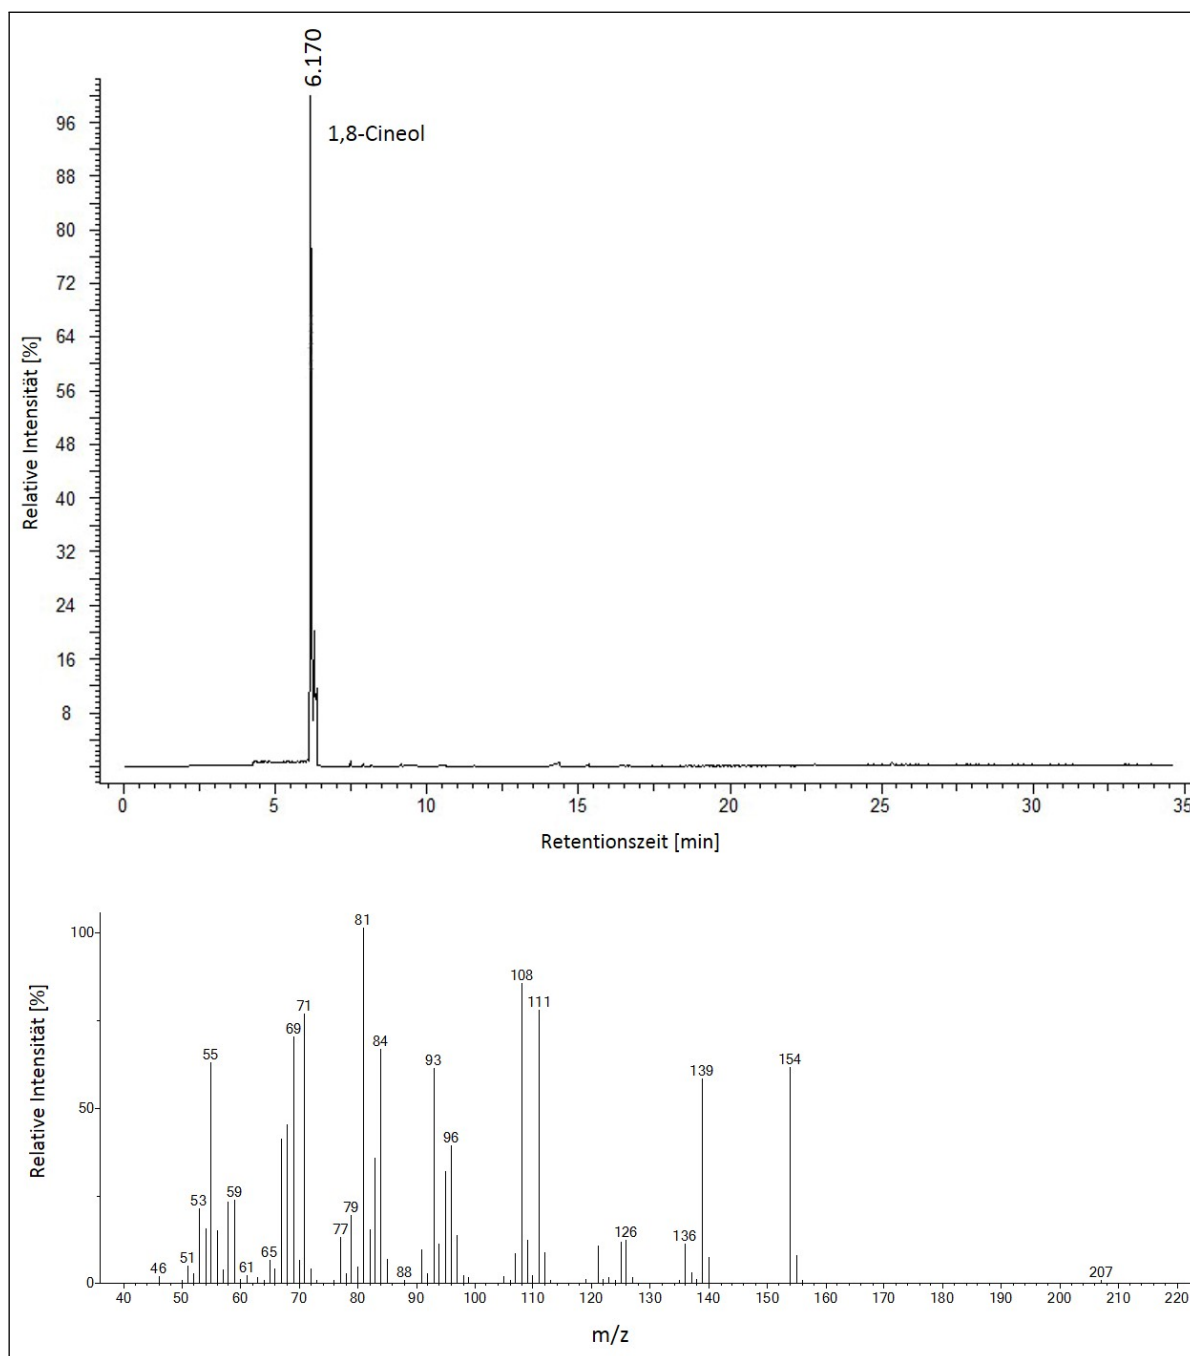 6.170
1,8-Cineol
96
88
80
72
64
56
48
40
32
24
16
8
Relative Intensität [%]
0 5 10 15 20 25 30 35
Retentionszeit [min]
100
50
0
Relative Intensität [%]
46 51 53 55 59 61 65 69 71 77 79 81 84 88 93 96 108 111 126 136 139 154 207
40 50 60 70 80 90 100 110 120 130 140 150 160 170 180 190 200 210 220
m/z